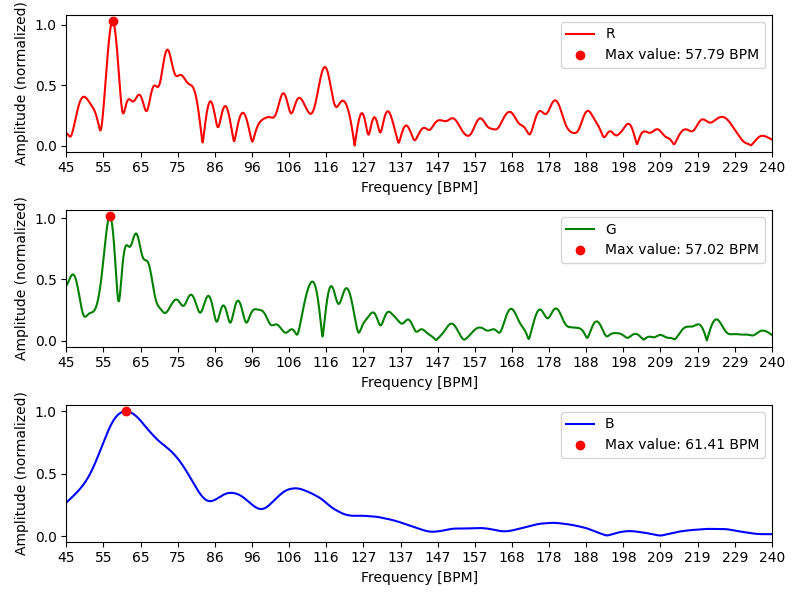 Amplitude (normalized)
1.0
0.5
0.0
R
Max value: 57.79 BPM
45 55 65 75 86 96 106 116 127 137 147 157 168 178 188 198 209 219 229 240
Frequency [BPM]
Amplitude (normalized)
1.0
0.5
0.0
G
Max value: 57.02 BPM
45 55 65 75 86 96 106 116 127 137 147 157 168 178 188 198 209 219 229 240
Frequency [BPM]
Amplitude (normalized)
1.0
0.5
0.0
B
Max value: 61.41 BPM
45 55 65 75 86 96 106 116 127 137 147 157 168 178 188 198 209 219 229 240
Frequency [BPM]